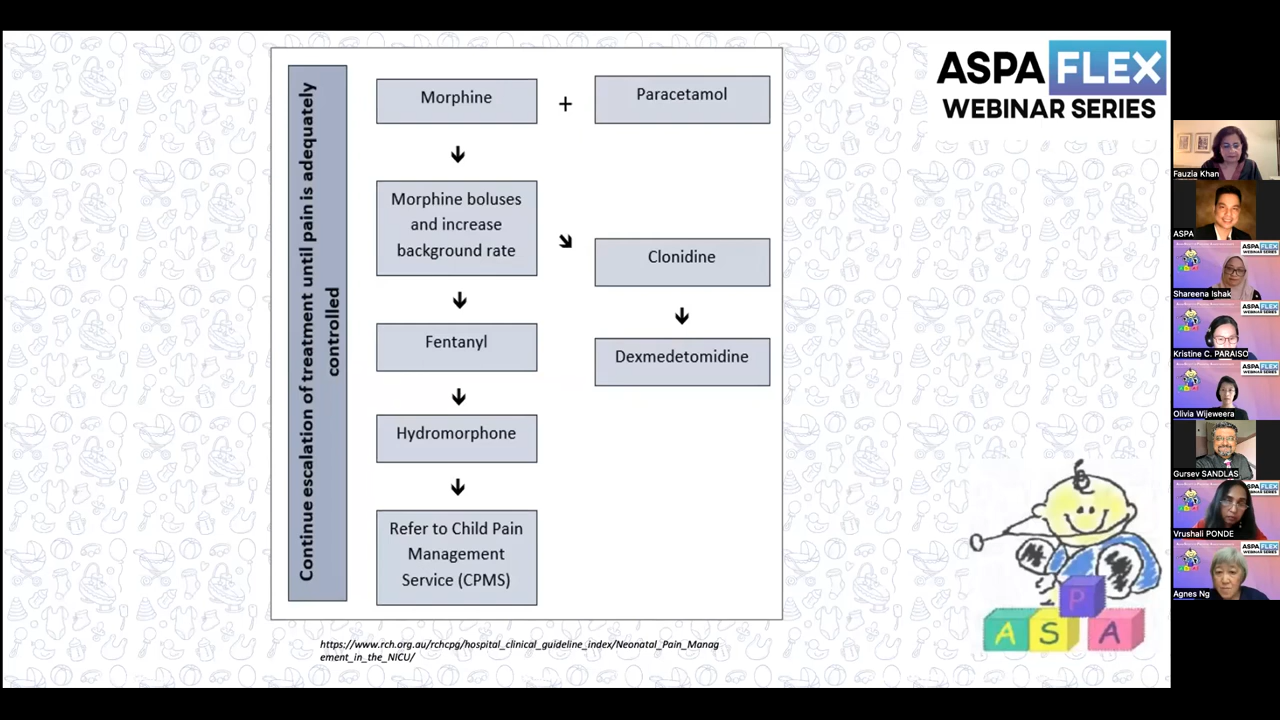 Continue escalation of treatment until pain is adequately
controlled
Morphine
+
Paracetamol
Morphine boluses
and increase
background rate
Clonidine
Fentanyl
Dexmedetomidine
Hydromorphone
Refer to Child Pain
Management
Service (CPMS)
https://www.rch.org.au/rchcpg/hospital_clinical_guideline_index/Neonatal_Pain_Manag
ement_in_the_NICU/
ASPA FLEX
WEBINAR SERIES
P
A S A
Fauzia Khan
ASPA
Shareena Ishak
Kristine C. PARAISO
Olivia Wijeweera
Gursev SANDLAS
Vrushali PONDE
Agnes Ng